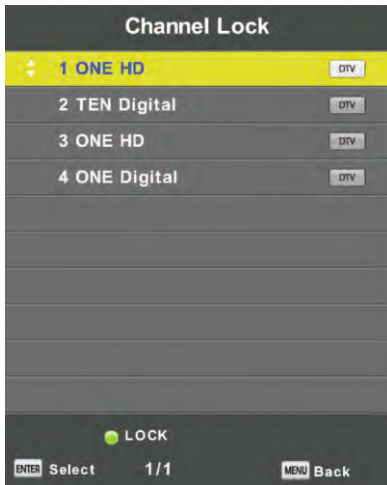 Channel Lock
1 ONE HD DTV
2 TEN Digital DTV
3 ONE HD DTV
4 ONE Digital DTV
LOCK
ENTER Select 1/1 MENU Back